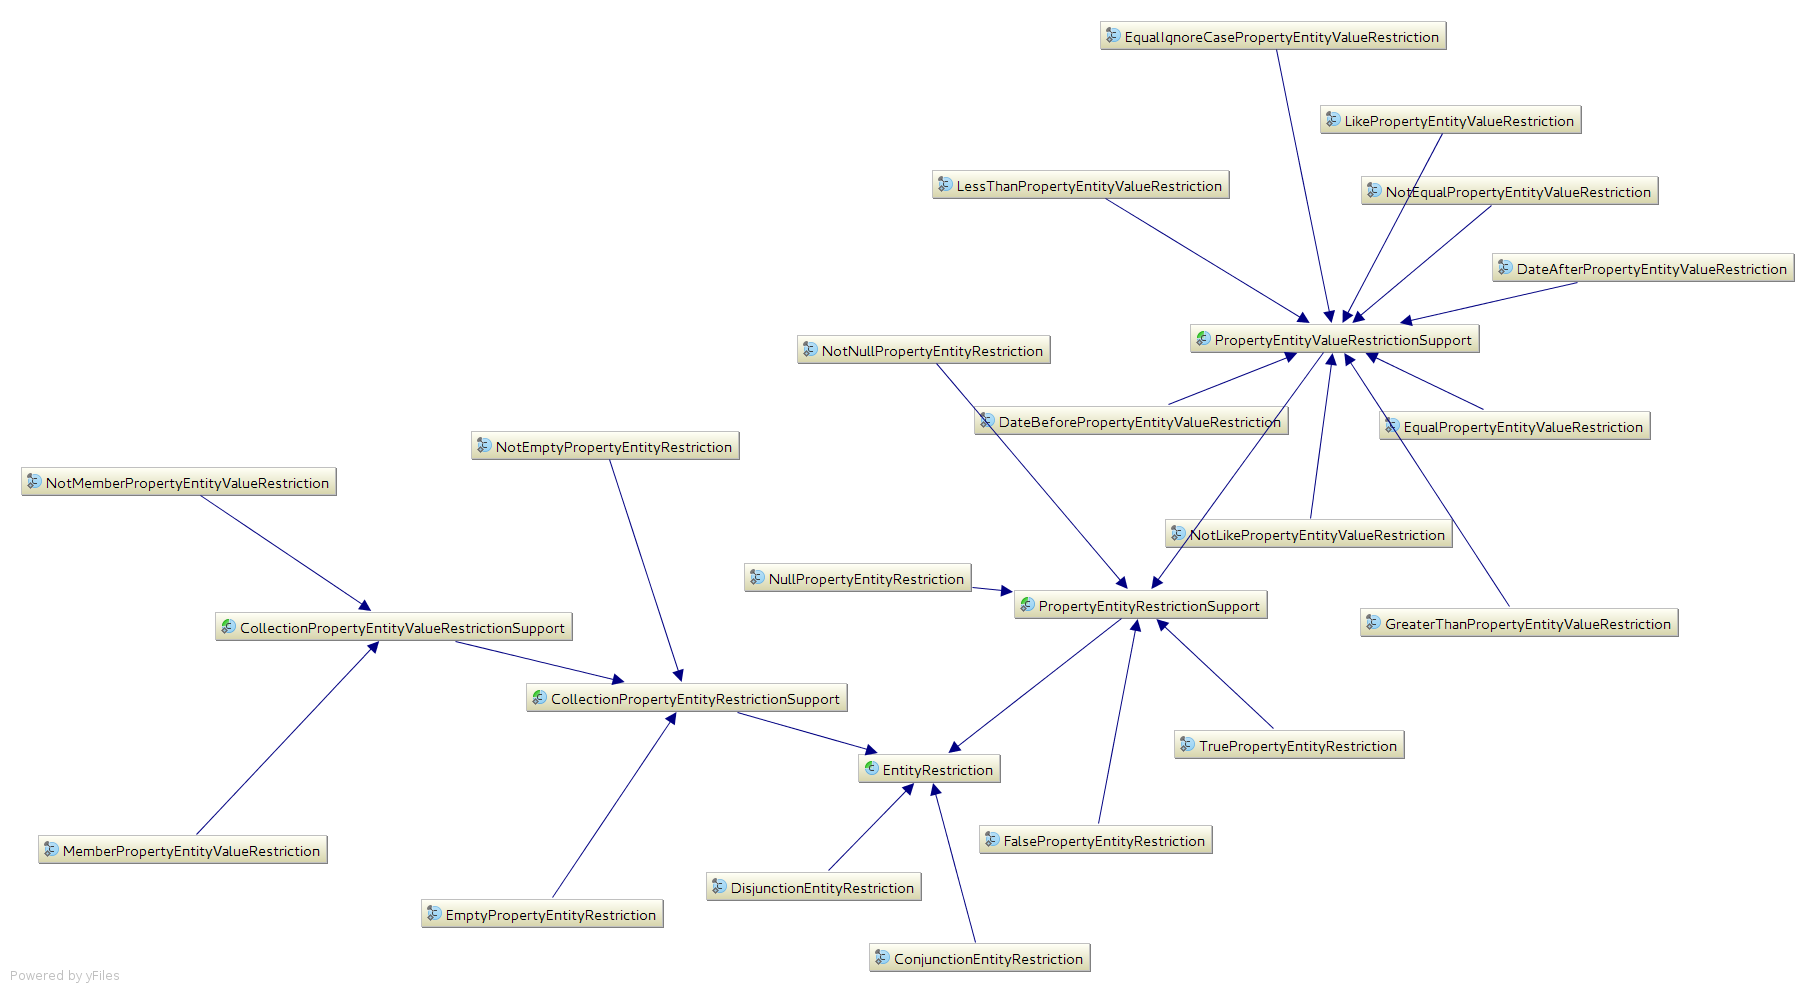 EqualIgnoreCasePropertyEntityValueRestriction
LikePropertyEntityValueRestriction
LessThanPropertyEntityValueRestriction
NotEqualPropertyEntityValueRestriction
DateAfterPropertyEntityValueRestriction
PropertyEntityValueRestrictionSupport
NotNullPropertyEntityRestriction
DateBeforePropertyEntityValueRestriction
EqualPropertyEntityValueRestriction
NotEmptyPropertyEntityRestriction
NotMemberPropertyEntityValueRestriction
NotLikePropertyEntityValueRestriction
NullPropertyEntityRestriction
PropertyEntityRestrictionSupport
GreaterThanPropertyEntityValueRestriction
CollectionPropertyEntityValueRestrictionSupport
CollectionPropertyEntityRestrictionSupport
TruePropertyEntityRestriction
EntityRestriction
FalsePropertyEntityRestriction
MemberPropertyEntityValueRestriction
DisjunctionEntityRestriction
EmptyPropertyEntityRestriction
ConjunctionEntityRestriction
Powered by yFiles